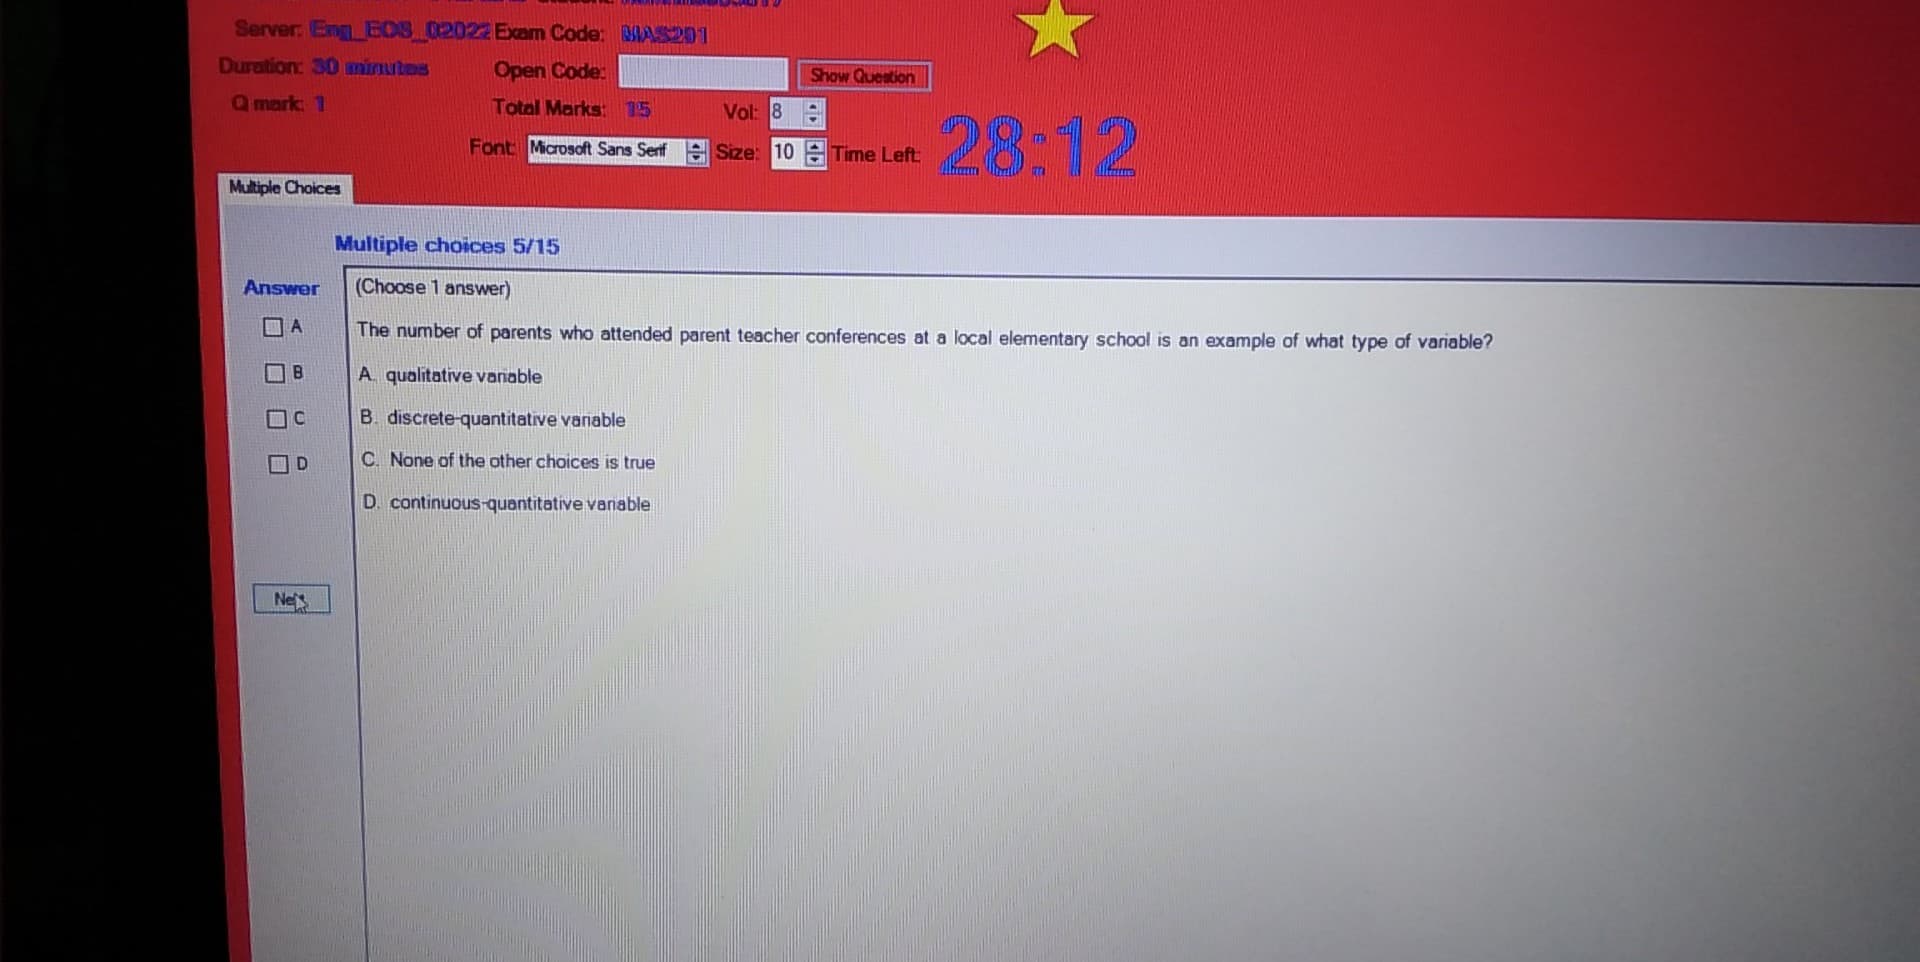 Server: Eng_EOS_02022 Exam Code: MAS291
Duration: 30 minutes Open Code: Show Question
Q mark: 1 Total Marks: 15 Vol: 8
Font: Microsoft Sans Serif Size: 10 Time Left: 28:12
Multiple Choices
Multiple choices 5/15
Answer (Choose 1 answer)
A The number of parents who attended parent teacher conferences at a local elementary school is an example of what type of variable?
B A. qualitative variable
C B. discrete-quantitative variable
D C. None of the other choices is true
D. continuous-quantitative variable